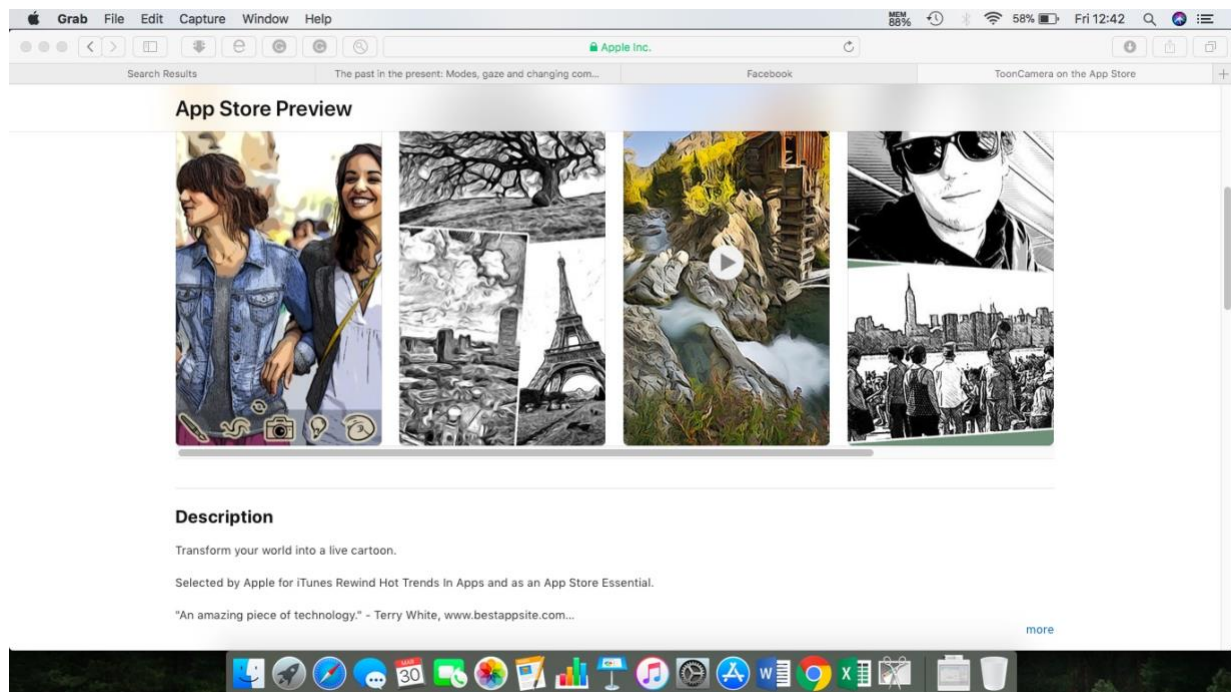 Grab File Edit Capture Window Help MEM 88% 58% Fri 12:42
Apple Inc.
Search Results The past in the present: Modes, gaze and changing com... Facebook ToonCamera on the App Store
App Store Preview
Description
Transform your world into a live cartoon.
Selected by Apple for iTunes Rewind Hot Trends In Apps and as an App Store Essential.
"An amazing piece of technology." - Terry White, www.bestappsite.com...
more
MAR
30